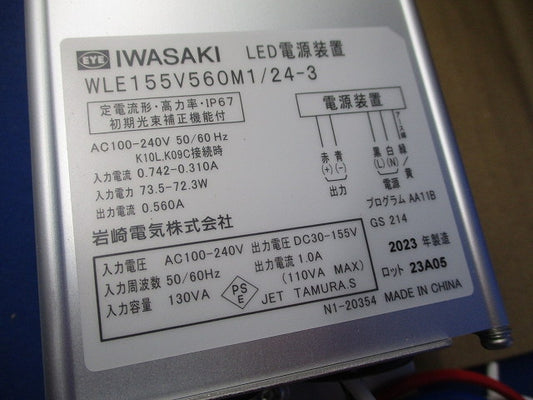 EYE IWASAKI LED電源装置
WLE155V560M1/24-3
定電流形・高力率・IP67
初期光束補正機能付
AC100-240V 50/60Hz
K10L,K09C接続時
入力電流 0.742-0.310A
入力電力 73.5-72.3W
出力電流 0.560A
岩崎電気株式会社
電源装置
アース線
赤 青 黒 白 緑
(+) (−) (L) (N) / 黄
出力 電源
プログラム AA11B
GS 214
2023 年製造
ロット 23A05
入力電圧 AC100-240V
入力周波数 50/60Hz
入力容量 130VA
出力電圧 DC30-155V
出力電流 1.0A
(110VA MAX)
PS
E
JET TAMURA.S
N1-20354 MADE IN CHINA